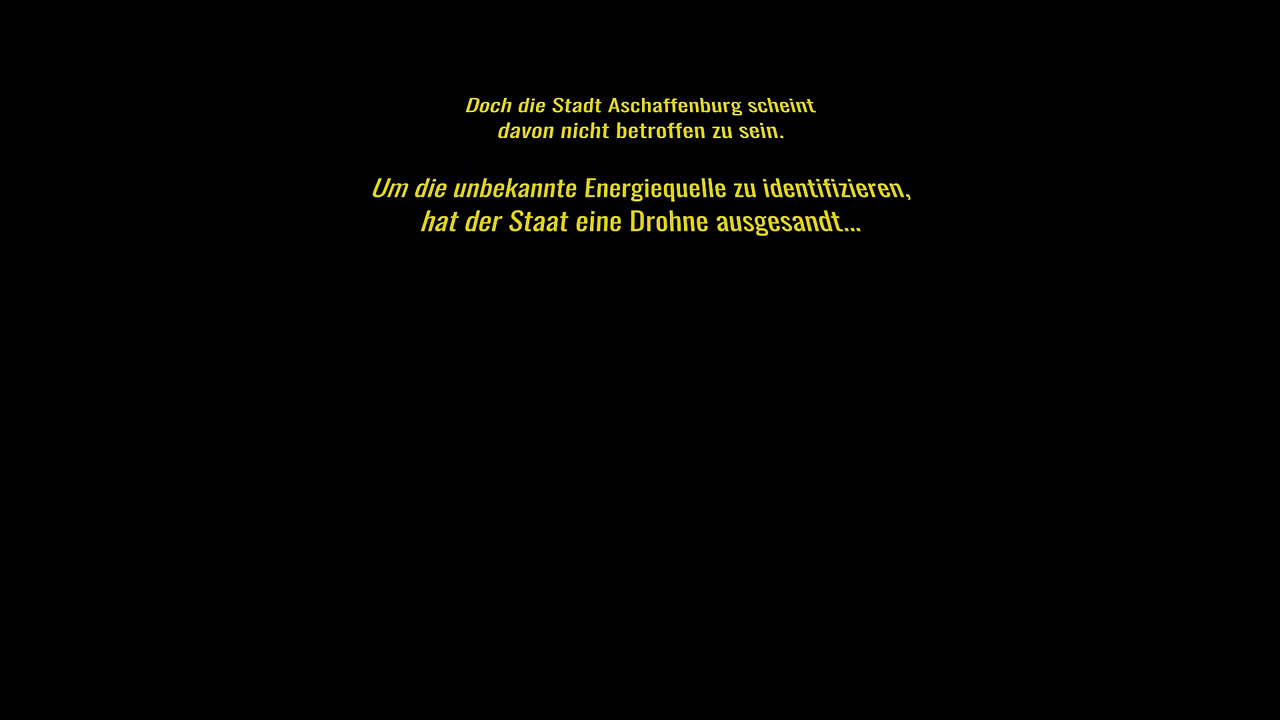 Doch die Stadt Aschaffenburg scheint
davon nicht betroffen zu sein.
Um die unbekannte Energiequelle zu identifizieren,
hat der Staat eine Drohne ausgesandt...